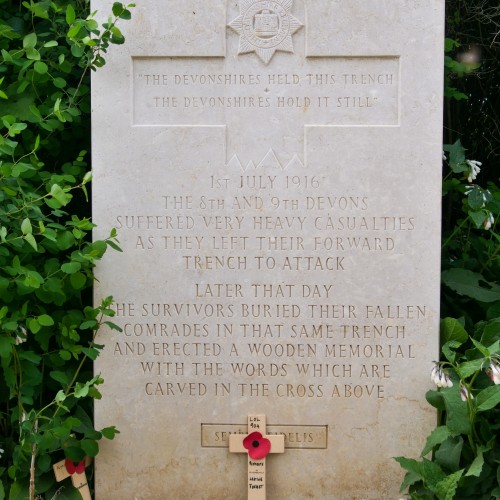 "THE DEVONSHIRES HELD THIS TRENCH
THE DEVONSHIRES HOLD IT STILL"
1ST JULY 1916
THE 8TH AND 9TH DEVONS
SUFFERED VERY HEAVY CASUALTIES
AS THEY LEFT THEIR FORWARD
TRENCH TO ATTACK
LATER THAT DAY
THE SURVIVORS BURIED THEIR FALLEN
COMRADES IN THAT SAME TRENCH
AND ERECTED A WOODEN MEMORIAL
WITH THE WORDS WHICH ARE
CARVED IN THE CROSS ABOVE